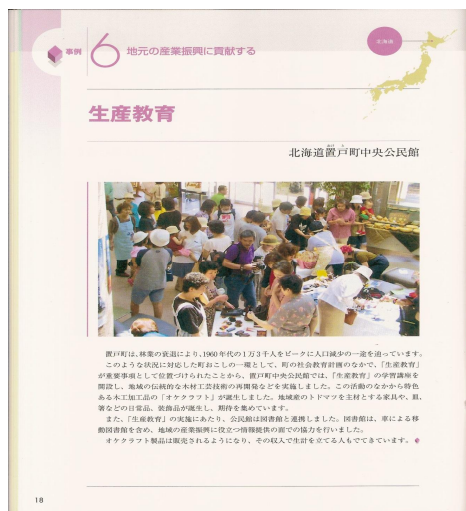 事例
6
地元の産業振興に貢献する
北海道
生産教育
北海道置戸町中央公民館
置戸町は、林業の衰退により、1960年代の1万3千人をピークに人口減少の一途を辿っています。
このような状況に対応した町おこしの一環として、町の社会教育計画のなかで、「生産教育」
が重要事項として位置づけられたことから、置戸町中央公民館では、「生産教育」の学習講座を
開設し、地域の伝統的な木材工芸技術の再開発などを実施しました。この活動のなかから特色
ある木工加工品の「オケクラフト」が誕生しました。地域産のトドマツを主材とする家具や、皿、
箸などの日常品、装飾品が誕生し、期待を集めています。
また、「生産教育」の実施にあたり、公民館は図書館と連携しました。図書館は、車による移
動図書館を含め、地域の産業振興に役立つ情報提供の面での協力を行いました。
オケクラフト製品は販売されるようになり、その収入で生計を立てる人もでてきています。
18